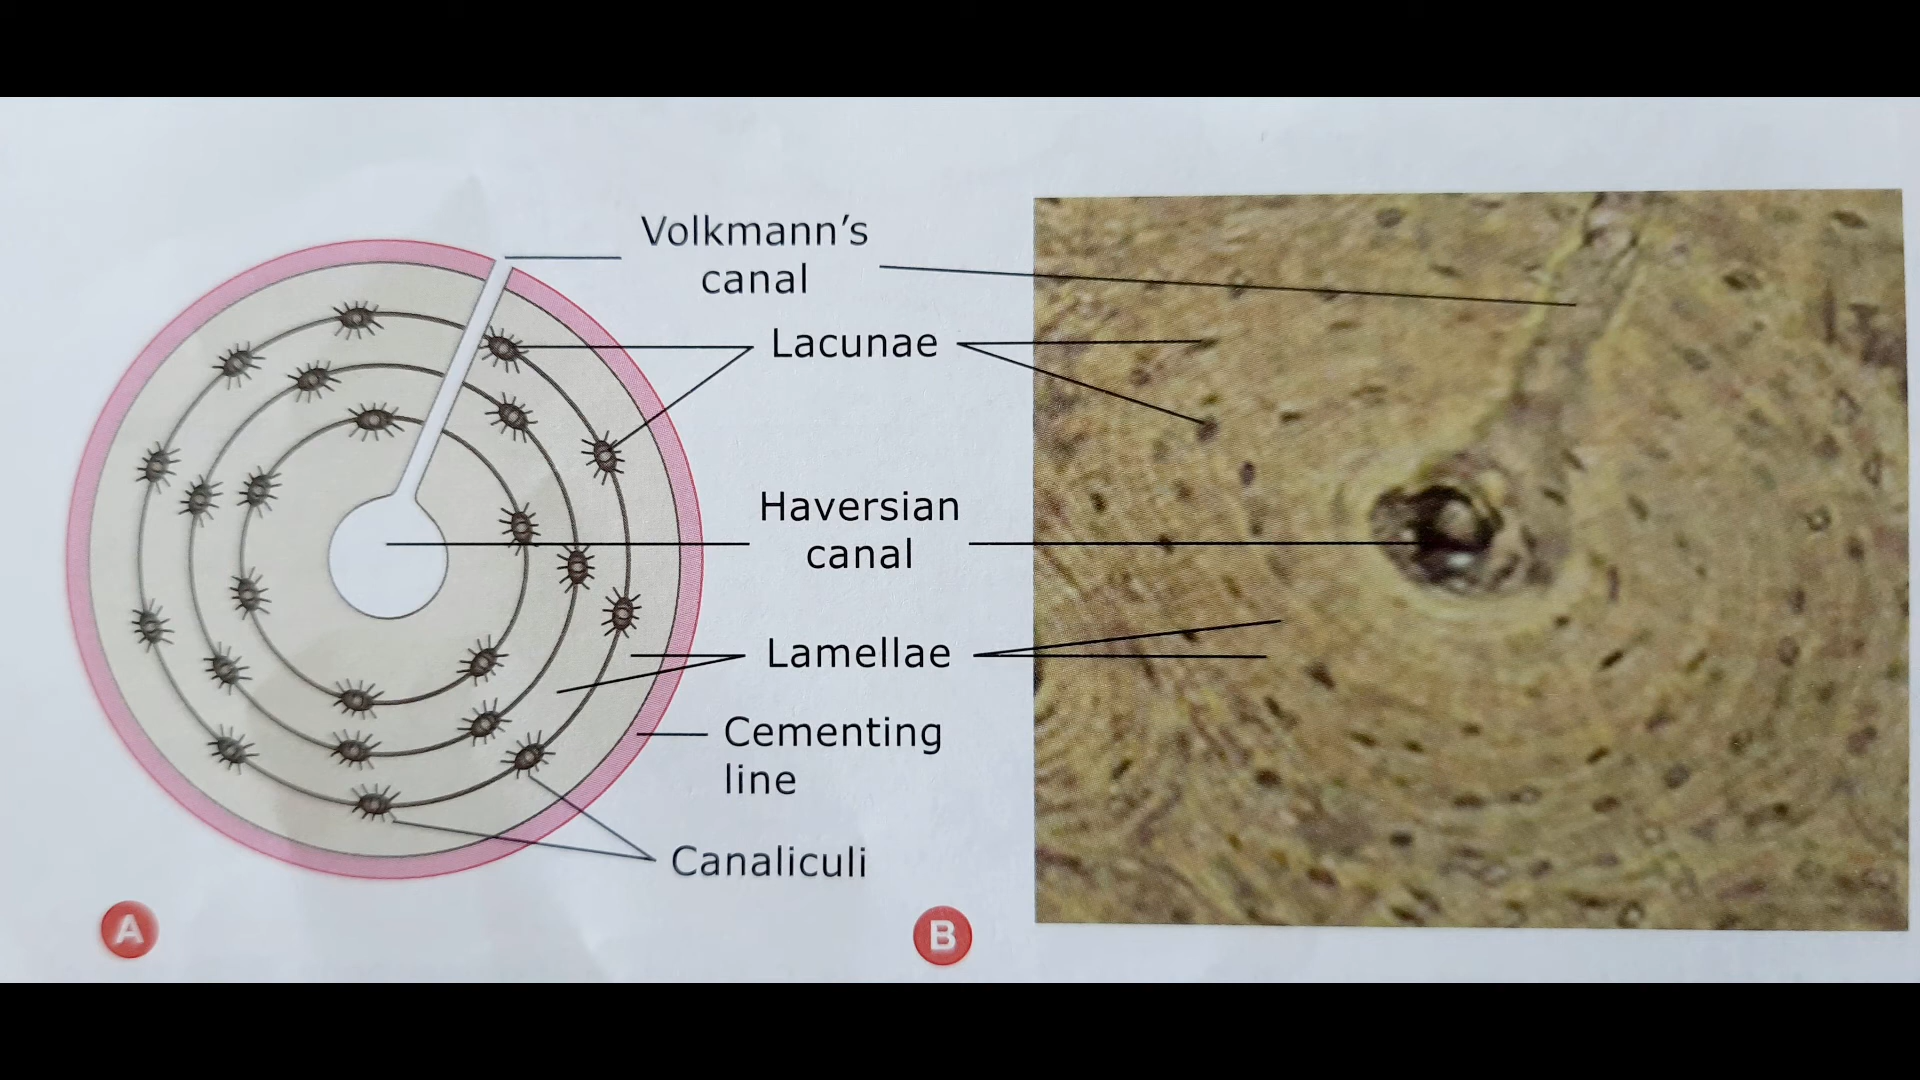 Volkmann's
canal
Lacunae
Haversian
canal
Lamellae
Cementing
line
Canaliculi
A
B